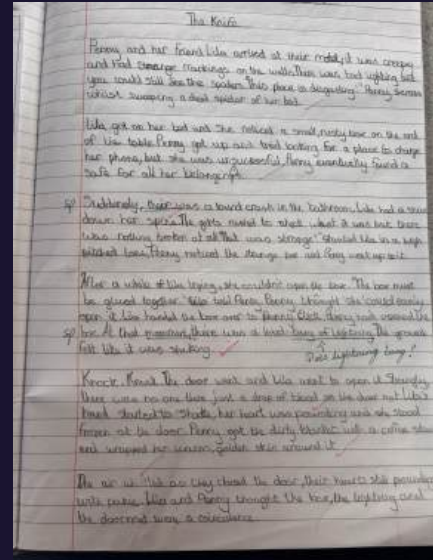 The Knife
Penny and her friend Lila arrived at their motel, it was creepy
and had strange crackings on the walls. There was bad lighting but
you could still see the spiders. "This place is disgusting" Penny
whilst swooping a dead spider of her bed.
Lila got on her bed and she noticed a small, rusty box on the end
of the table. Penny got up and tried looking for a place to charge
her phone, but she was unsuccessful, Penny eventually found a
safe for all her belongings.
sp Suddenly, there was a loud crash in the bathroom, Lila had a
down her spine. The girls rushed to check what it was but there
was nothing broken at all. "That was strange" shouted Lila in a high
pitched tone, Penny noticed the strange box and
After a while of Lila trying, she couldn't open the box. "The box must
be glued together" Lila told Penny. Penny thought she could easily
open it. Lila handed the box over to Penny. Click, Penny had opened the
sp box. At that there was a loud bang of lightning. The ground
felt like it was shaking.
Does lightning bang?
Knock, Knock. The door went and Lila went to open it. Strangely,
there was no one there just a drop of blood on the door mat. Lila's
hand started to shake, her heart was pounding and she stood
frozen at the door. Penny got the dirty blanket with a coffee stain
and wrapped her golden skin around it.
The air as they closed the door, their hearts still pounding
with panic. Lila and Penny thought the box, the lightning and
the doormat was a coincidence.